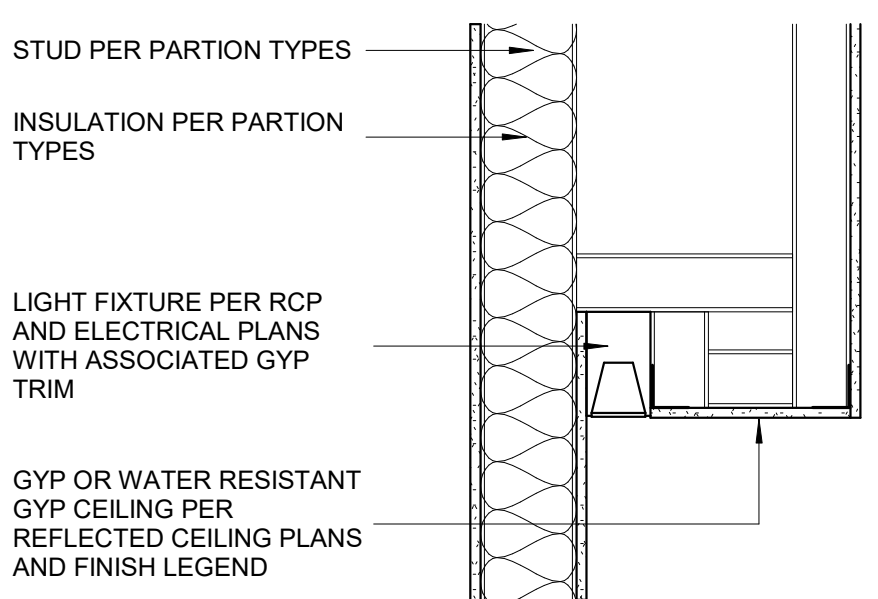 STUD PER PARTION TYPES
INSULATION PER PARTION
TYPES
LIGHT FIXTURE PER RCP
AND ELECTRICAL PLANS
WITH ASSOCIATED GYP
TRIM
GYP OR WATER RESISTANT
GYP CEILING PER
REFLECTED CEILING PLANS
AND FINISH LEGEND